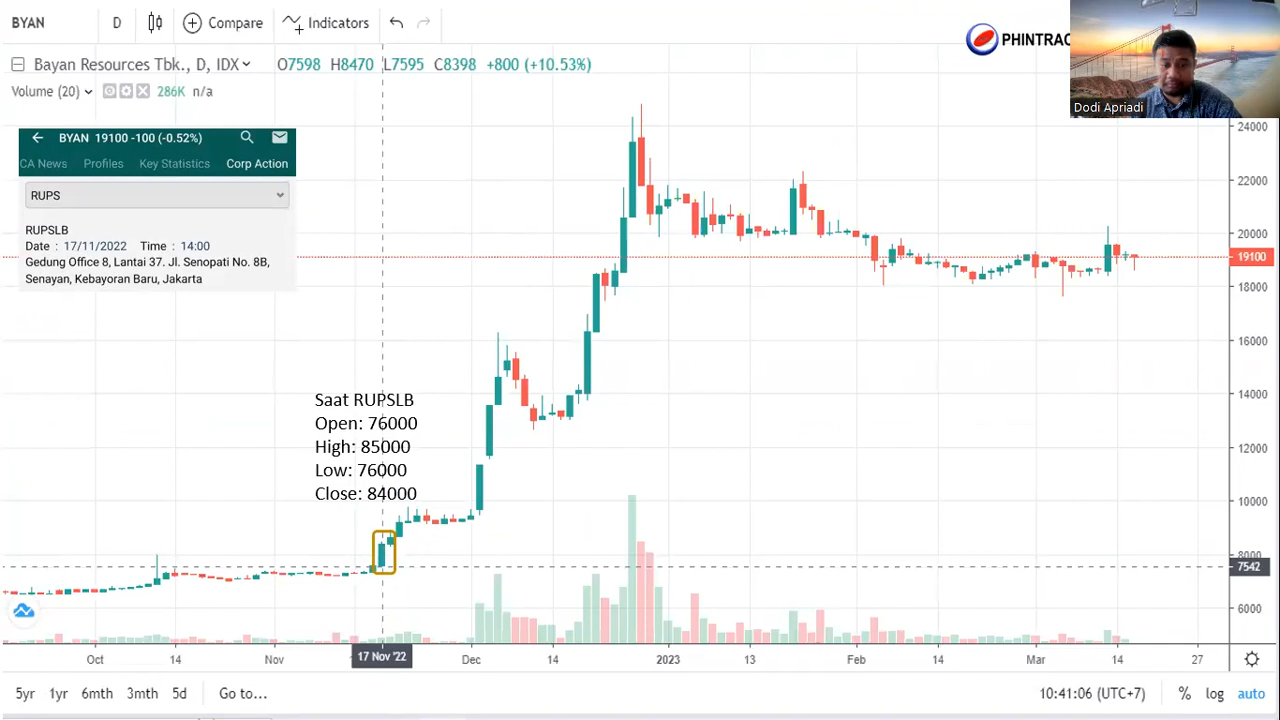 BYAN D Compare Indicators
PHINTRAC
Bayan Resources Tbk., D, IDX O7598 H8470 L7595 C8398 +800 (+10.53%)
Volume (20) 286K n/a
Dodi Apriadi
BYAN 19100 -100 (-0.52%)
CA News Profiles Key Statistics Corp Action
RUPS
RUPSLB
Date : 17/11/2022 Time : 14:00
Gedung Office 8, Lantai 37. Jl. Senopati No. 8B,
Senayan, Kebayoran Baru, Jakarta
Saat RUPSLB
Open: 76000
High: 85000
Low: 76000
Close: 84000
24000
22000
20000
19100
18000
16000
14000
12000
10000
8000
7542
6000
Oct 14 Nov 17 Nov '22 Dec 14 2023 13 Feb 14 Mar 14 27
5yr 1yr 6mth 3mth 5d Go to... 10:41:06 (UTC+7) % log auto